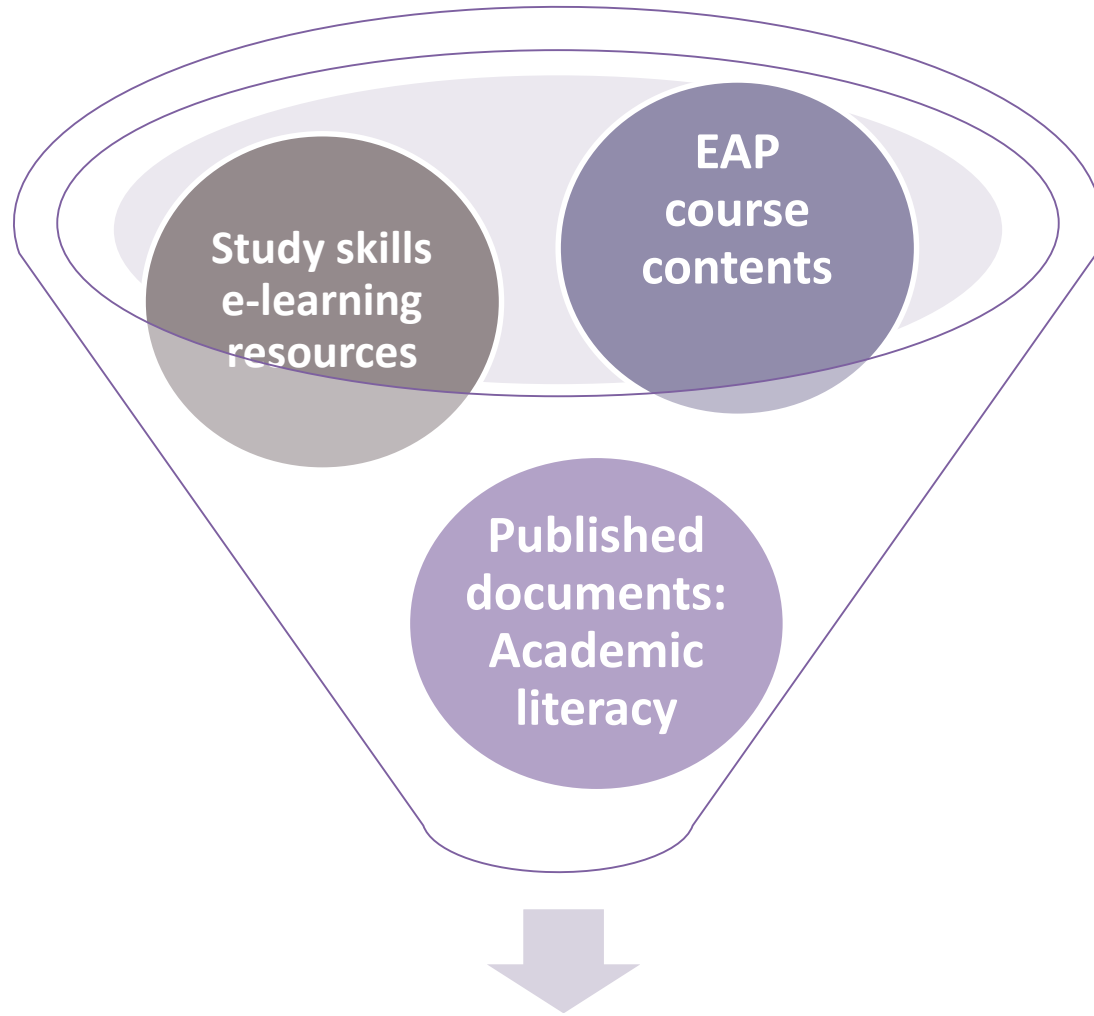 Study skills
e-learning
resources
EAP
course
contents
Published
documents:
Academic
literacy